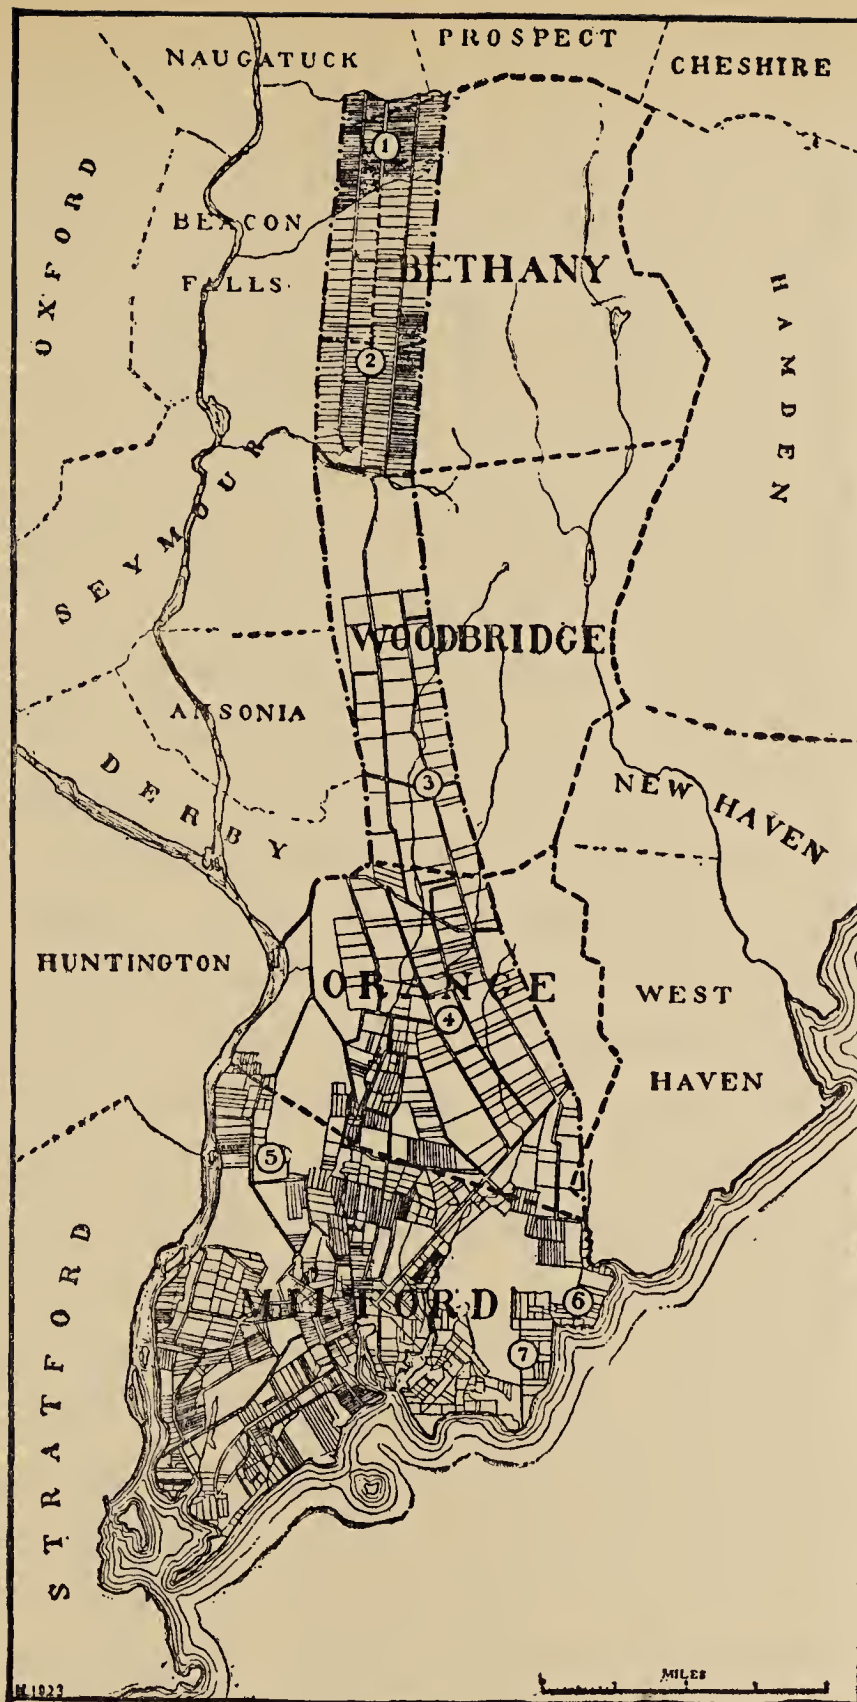 NAUGATUCK
PROSPECT
CHESHIRE
OXFORD
1
BEACON
FALLS
BETHANY
HAMDEN
2
SEYMOUR
WOODBRIDGE
ANSONIA
DERBY
3
NEW HAVEN
HUNTINGTON
ORANGE
WEST
HAVEN
4
5
STRATFORD
MILFORD
6
7
MILES
1923